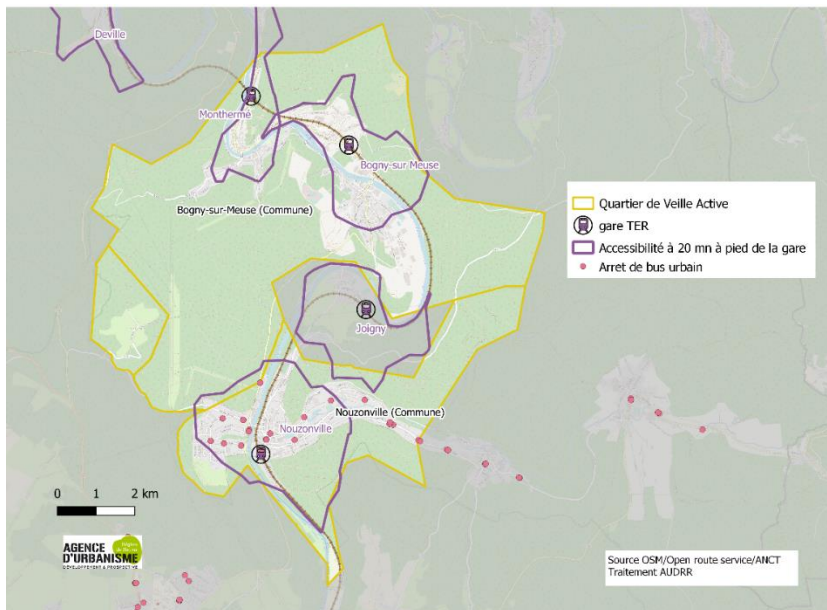 Deville
Monthermé
Bogny-sur Meuse
Bogny-sur-Meuse (Commune)
Quartier de Veille Active
gare TER
Accessibilité à 20 mn à pied de la gare
Arret de bus urbain
Joigny
Nouzonville (Commune)
Nouzonville
0 1 2 km
AGENCE
D'URBANISME
DÉVELOPPEMENT & PROSPECTIVE
Source OSM/Open route service/ANCT
Traitement AUDRR